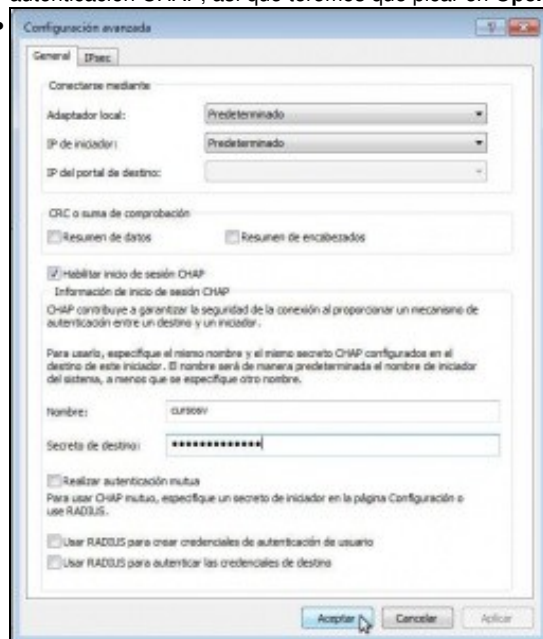 autenticación CHAP, así que
Configuración avanzada
General IPsec
Conectarse mediante
Adaptador local: Predeterminado
IP de iniciador: Predeterminado
IP del portal de destino:
CRC o suma de comprobación
Resumen de datos Resumen de encabezados
Habilitar inicio de sesión CHAP
Información de inicio de sesión CHAP
CHAP contribuye a garantizar la seguridad de la conexión al proporcionar un mecanismo de
autenticación entre un destino y un iniciador.
Para usarlo, especifique el mismo nombre y el mismo secreto CHAP configurados en el
destino de este iniciador. El nombre será de manera predeterminada el nombre de iniciador
del sistema, a menos que se especifique otro nombre.
Nombre: cursosv
Secreto de destino: •••••••••••••
Realizar autenticación mutua
Para usar CHAP mutuo, especifique un secreto de iniciador en la página Configuración o
use RADIUS.
Usar RADIUS para crear credenciales de autenticación de usuario
Usar RADIUS para autenticar las credenciales de destino
Aceptar Cancelar Aplicar